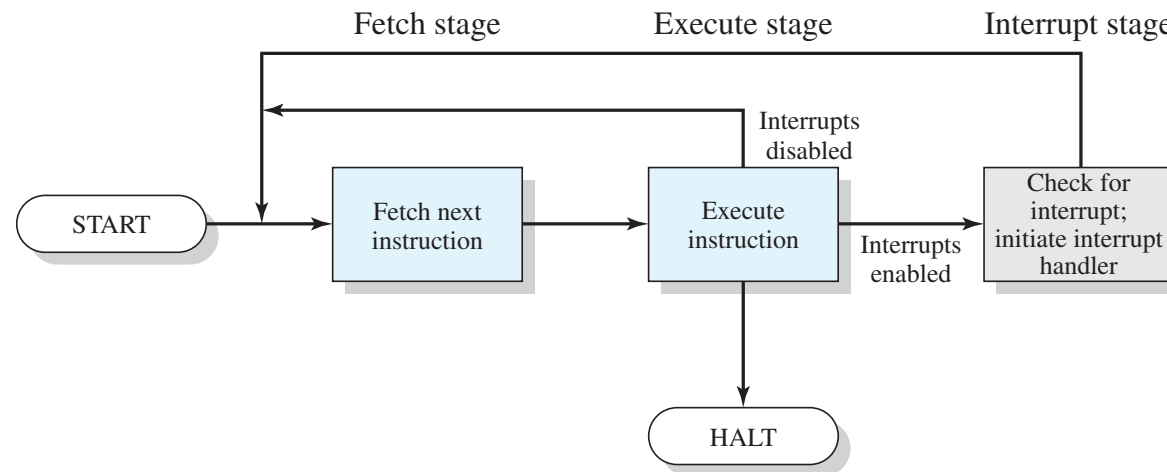 Fetch stage
Execute stage
Interrupt stage
Interrupts
disabled
START
Fetch next
instruction
Execute
instruction
Interrupts
enabled
Check for
interrupt;
initiate interrupt
handler
HALT